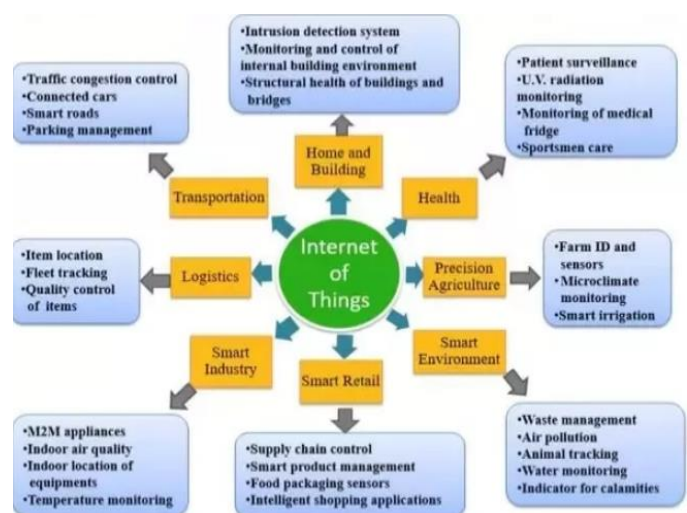 •Intrusion detection system
•Monitoring and control of
internal building environment
•Structural health of buildings and
bridges
•Traffic congestion control
•Connected cars
•Smart roads
•Parking management
•Patient surveillance
•U.V. radiation
monitoring
•Monitoring of medical
fridge
•Sportsmen care
Home and
Building
Transportation
Health
Internet
of
Things
•Item location
•Fleet tracking
•Quality control
of items
Logistics
Precision
Agriculture
•Farm ID and
sensors
•Microclimate
monitoring
•Smart irrigation
Smart
Industry
Smart Retail
Smart
Environment
•M2M appliances
•Indoor air quality
•Indoor location of
equipments
•Temperature monitoring
•Supply chain control
•Smart product management
•Food packaging sensors
•Intelligent shopping applications
•Waste management
•Air pollution
•Animal tracking
•Water monitoring
•Indicator for calamities